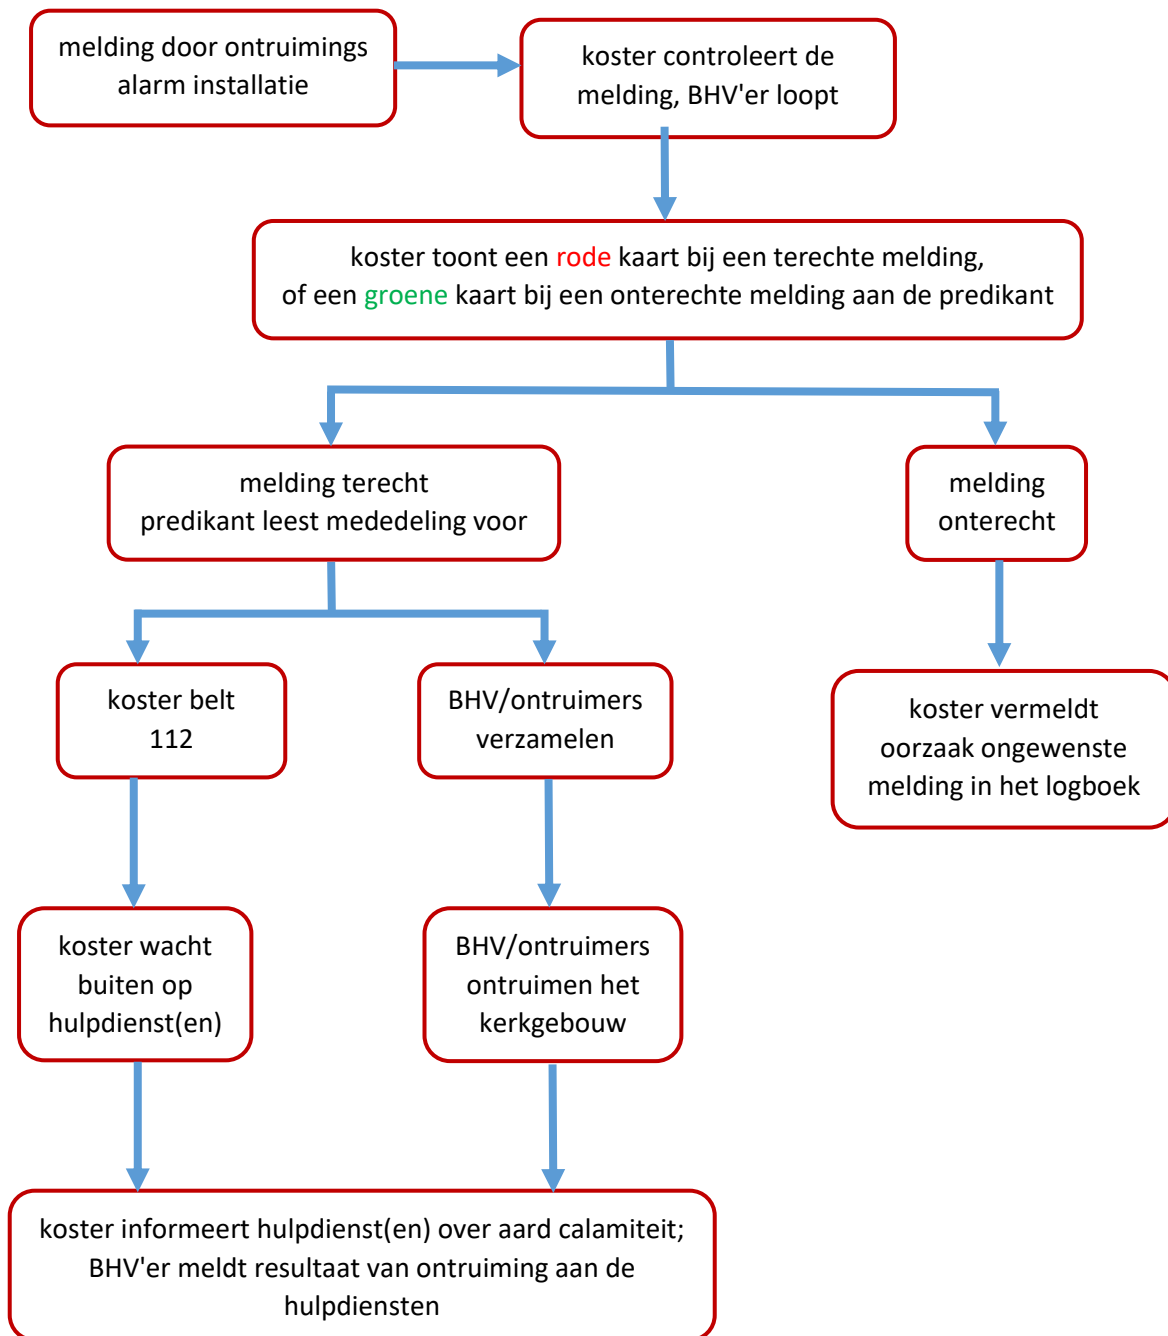 melding door ontruimings
alarm installatie
koster controleert de
melding, BHV'er loopt
koster toont een rode kaart bij een terechte melding,
of een groene kaart bij een onterechte melding aan de predikant
melding terecht
predikant leest mededeling voor
melding
onterecht
koster belt
112
BHV/ontruimers
verzamelen
koster vermeldt
oorzaak ongewenste
melding in het logboek
koster wacht
buiten op
hulpdienst(en)
BHV/ontruimers
ontruimen het
kerkgebouw
koster informeert hulpdienst(en) over aard calamiteit;
BHV'er meldt resultaat van ontruiming aan de
hulpdiensten